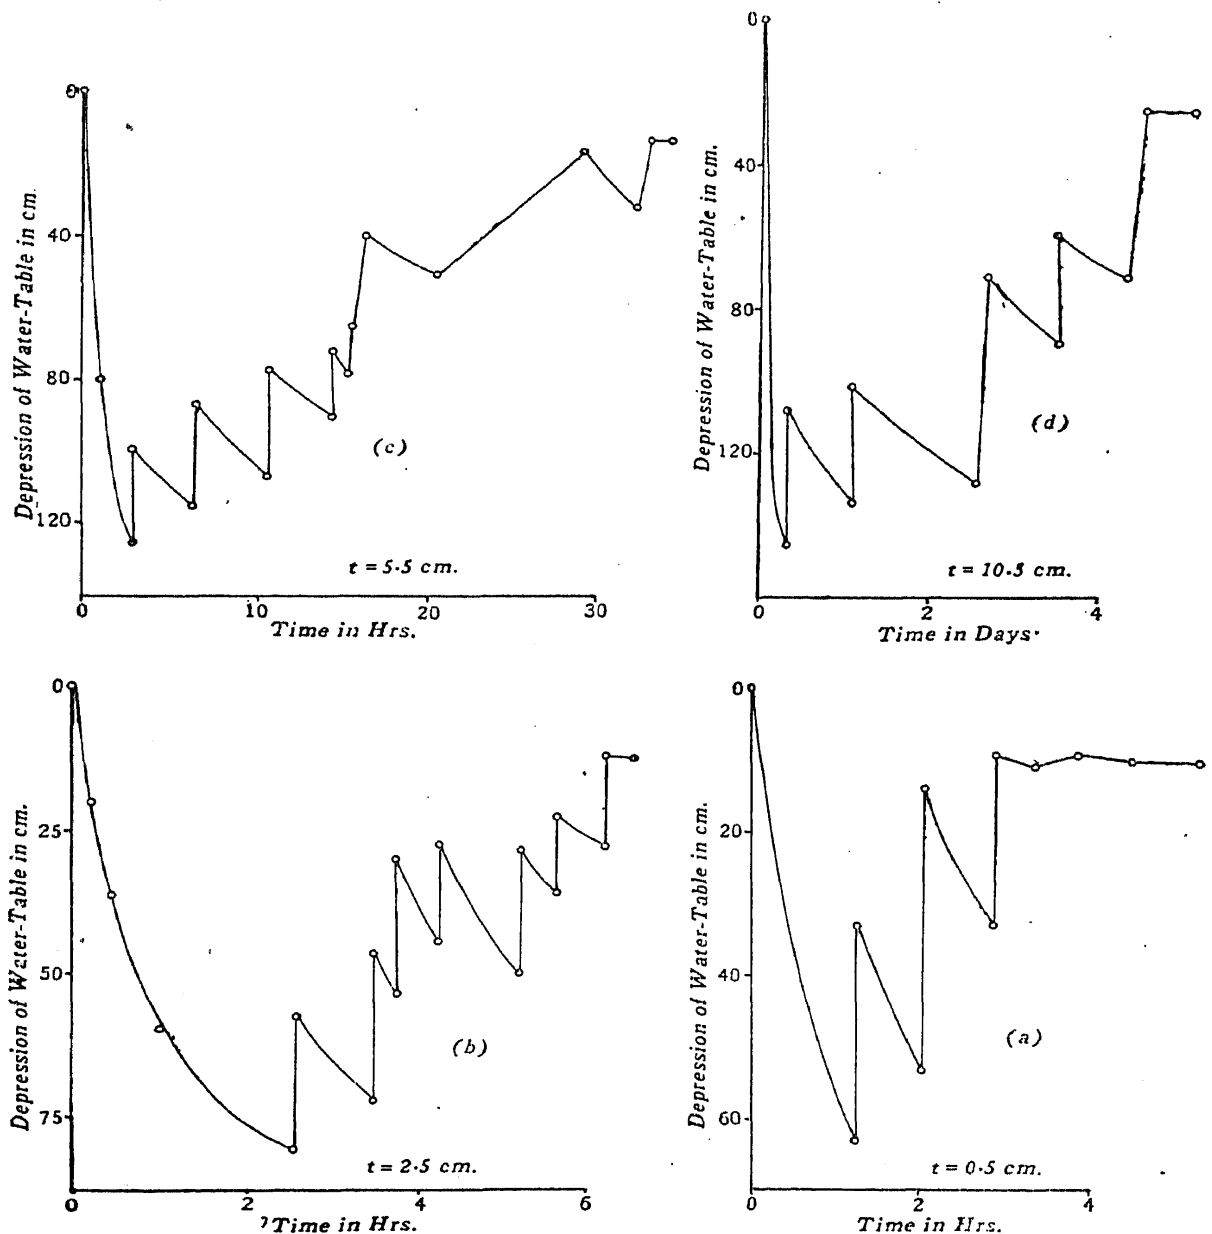 0
40
80
120
Depression of Water-Table in cm.
(c)
t = 5·5 cm.
0
10
20
30
Time in Hrs.
0
40
80
120
Depression of Water-Table in cm.
(d)
t = 10·5 cm.
0
2
4
Time in Days·
0
25
50
75
Depression of Water-Table in cm.
(b)
t = 2·5 cm.
0
2
4
6
Time in Hrs.
0
20
40
60
Depression of Water-Table in cm.
(a)
t = 0·5 cm.
0
2
4
Time in Hrs.